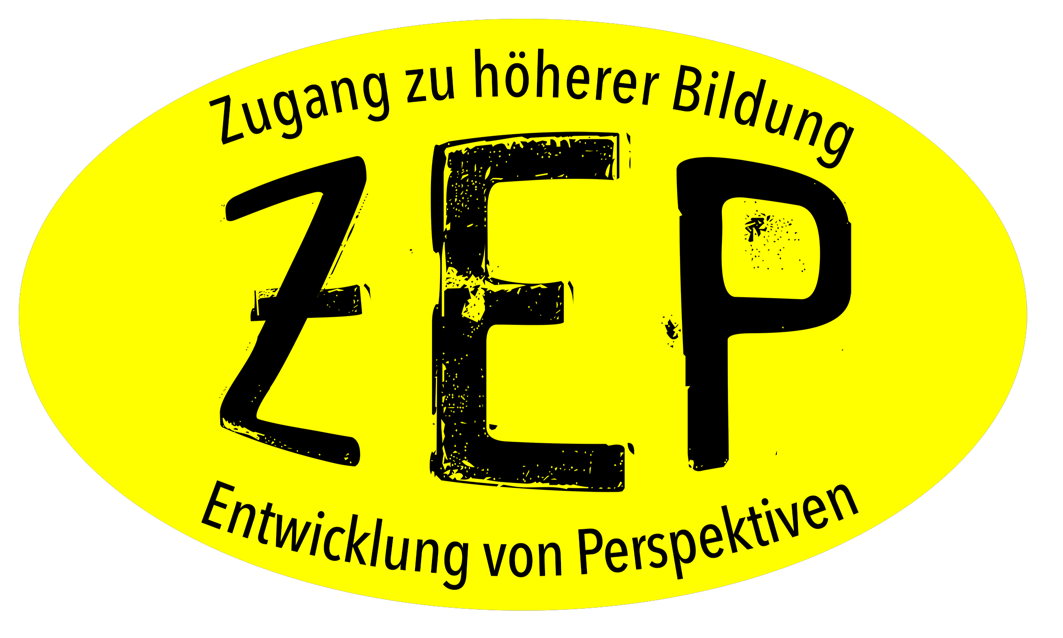 Zugang zu höherer Bildung
ZEP
Entwicklung von Perspektiven